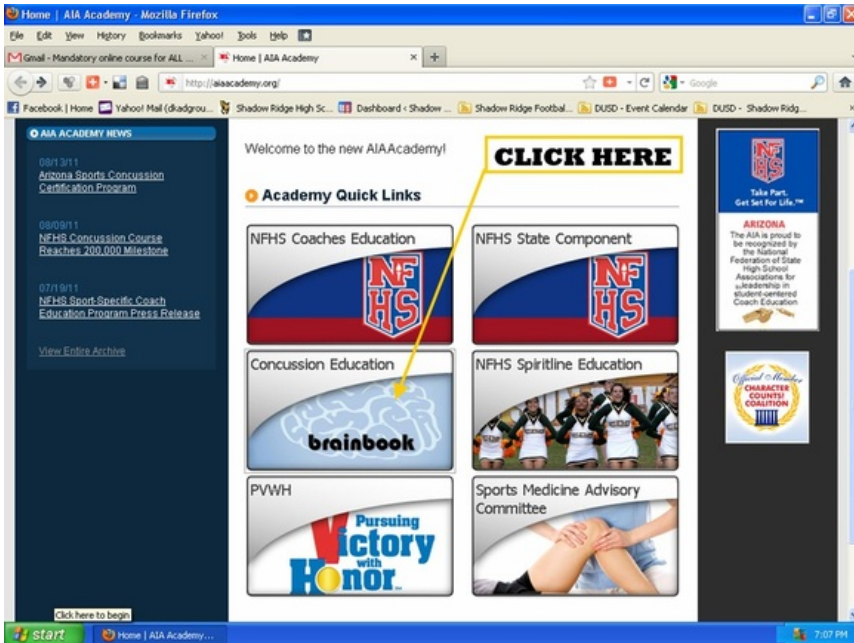 Home | AIA Academy - Mozilla Firefox
File Edit View History Bookmarks Yahoo! Tools Help
Gmail - Mandatory online course for ALL ...
Home | AIA Academy
http://aiaacademy.org/
Google
Facebook | Home
Yahoo! Mail (dkadgrou...
Shadow Ridge High Sc...
Dashboard ‹ Shadow ...
Shadow Ridge Footbal...
DUSD - Event Calendar
DUSD - Shadow Ridg...
AIA ACADEMY NEWS
08/13/11
Arizona Sports Concussion
Certification Program
08/09/11
NFHS Concussion Course
Reaches 200,000 Milestone
07/19/11
NFHS Sport-Specific Coach
Education Program Press Release
View Entire Archive
Welcome to the new AIAAcademy!
CLICK HERE
Academy Quick Links
NFHS Coaches Education
NFHS
NFHS State Component
NFHS
Concussion Education
brainbook
NFHS Spiritline Education
PVWH
Pursuing
Victory
with
Honor
Sports Medicine Advisory
Committee
Take Part.
Get Set For Life.™
ARIZONA
The AIA is proud to
be recognized by
the National
Federation of State
High School
Associations for
leadership in
student-centered
Coach Education
Official Member
CHARACTER
COUNTS!
COALITION
Click here to begin
start
Home | AIA Academy...
7:07 PM